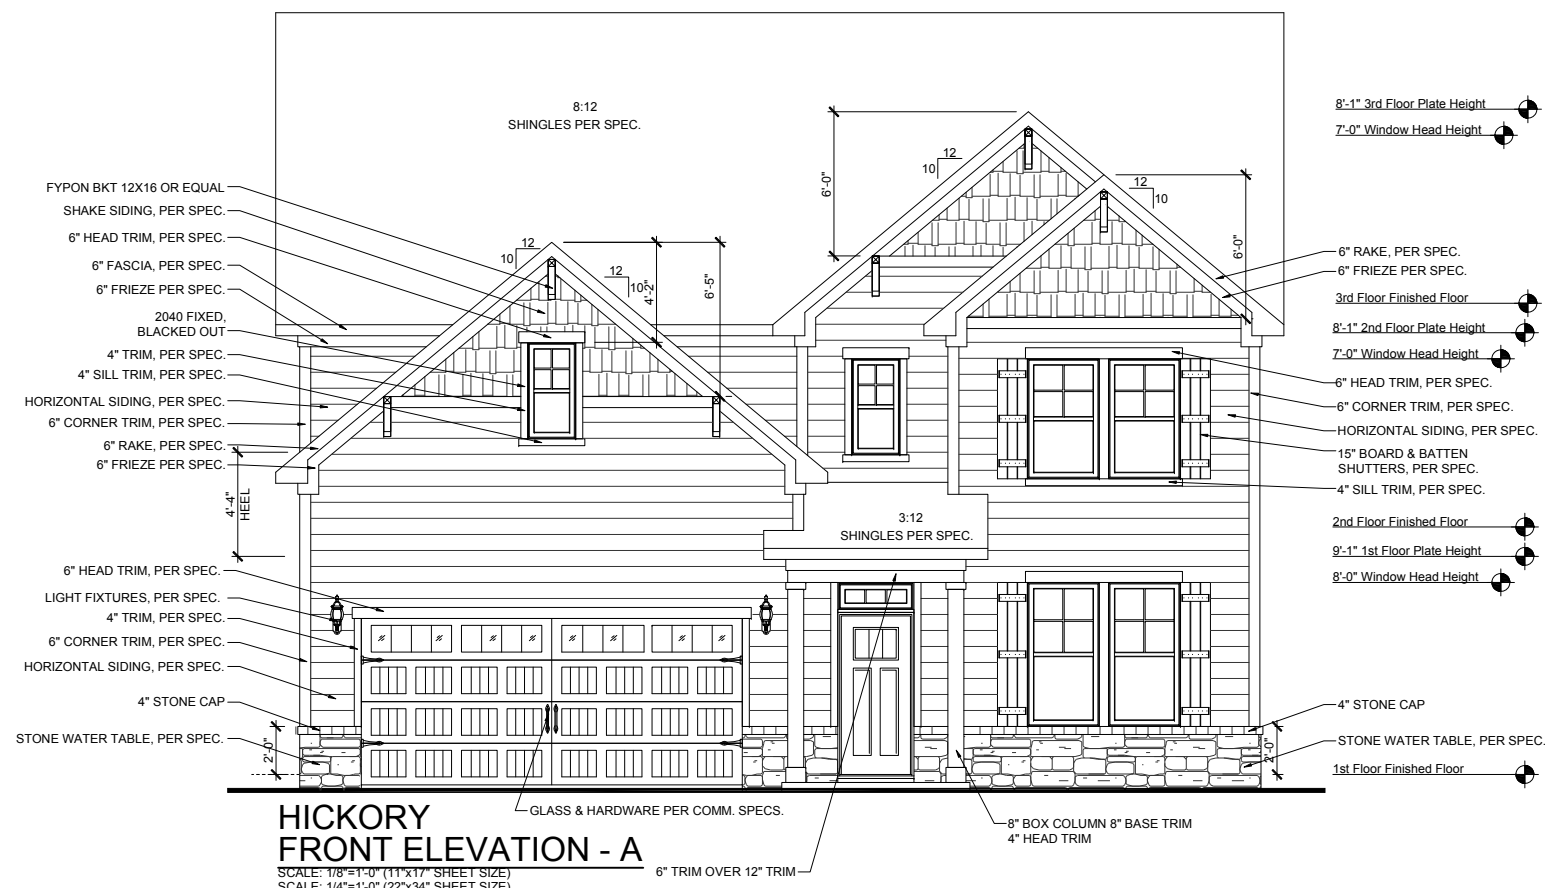 8:12
SHINGLES PER SPEC.
8'-1" 3rd Floor Plate Height
7'-0" Window Head Height
12
10
6'-0"
12
10
6'-0"
FYPON BKT 12X16 OR EQUAL
SHAKE SIDING, PER SPEC.
6" HEAD TRIM, PER SPEC.
6" FASCIA, PER SPEC.
6" FRIEZE PER SPEC.
2040 FIXED,
BLACKED OUT
4" TRIM, PER SPEC.
4" SILL TRIM, PER SPEC.
HORIZONTAL SIDING, PER SPEC.
6" CORNER TRIM, PER SPEC.
6" RAKE, PER SPEC.
6" FRIEZE PER SPEC.
12
10
12
10
4'-2"
6'-5"
4'-4"
HEEL
6" RAKE, PER SPEC.
6" FRIEZE PER SPEC.
3rd Floor Finished Floor
8'-1" 2nd Floor Plate Height
7'-0" Window Head Height
6" HEAD TRIM, PER SPEC.
6" CORNER TRIM, PER SPEC.
HORIZONTAL SIDING, PER SPEC.
15" BOARD & BATTEN
SHUTTERS, PER SPEC.
4" SILL TRIM, PER SPEC.
3:12
SHINGLES PER SPEC.
2nd Floor Finished Floor
9'-1" 1st Floor Plate Height
8'-0" Window Head Height
6" HEAD TRIM, PER SPEC.
LIGHT FIXTURES, PER SPEC.
4" TRIM, PER SPEC.
6" CORNER TRIM, PER SPEC.
HORIZONTAL SIDING, PER SPEC.
4" STONE CAP
STONE WATER TABLE, PER SPEC.
2'-0"
4" STONE CAP
STONE WATER TABLE, PER SPEC.
2'-0"
1st Floor Finished Floor
GLASS & HARDWARE PER COMM. SPECS.
8" BOX COLUMN 8" BASE TRIM
4" HEAD TRIM
6" TRIM OVER 12" TRIM
HICKORY
FRONT ELEVATION - A
SCALE: 1/8"=1'-0" (11"x17" SHEET SIZE)
SCALE: 1/4"=1'-0" (22"x34" SHEET SIZE)